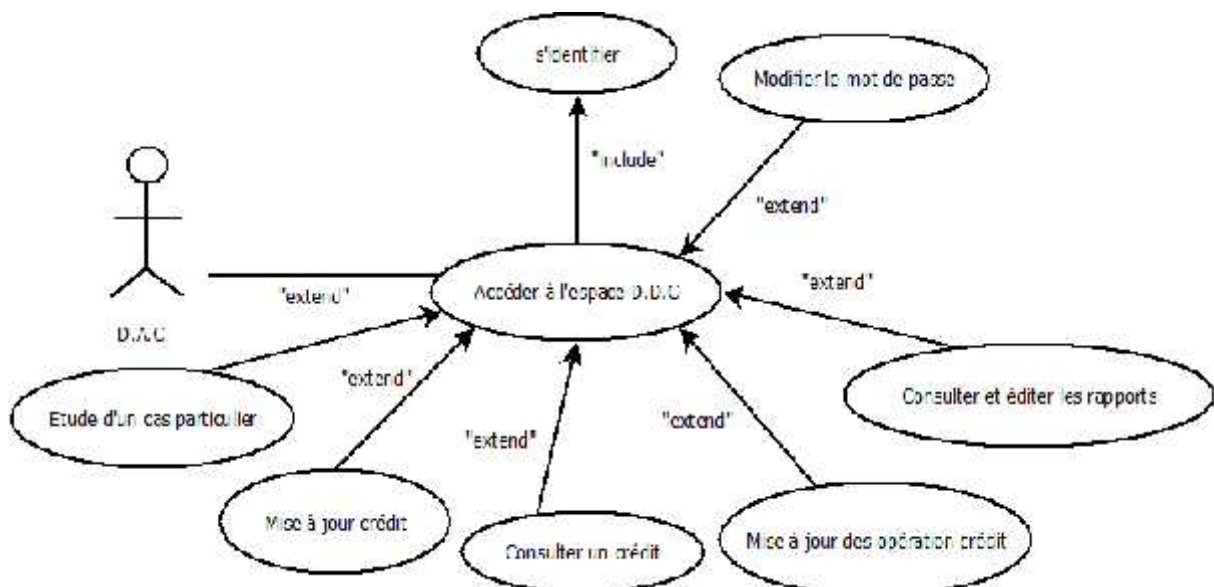 s'identifier
Modifier le mot de passe
"include"
"extend"
"extend"
Accéder à l'espace D.D.C
"extend"
D.A.C
"extend"
Consulter et éditer les rapports
Etude d'un cas particulier
"extend"
"extend"
Mise à jour crédit
Consulter un crédit
Mise à jour des opération crédit